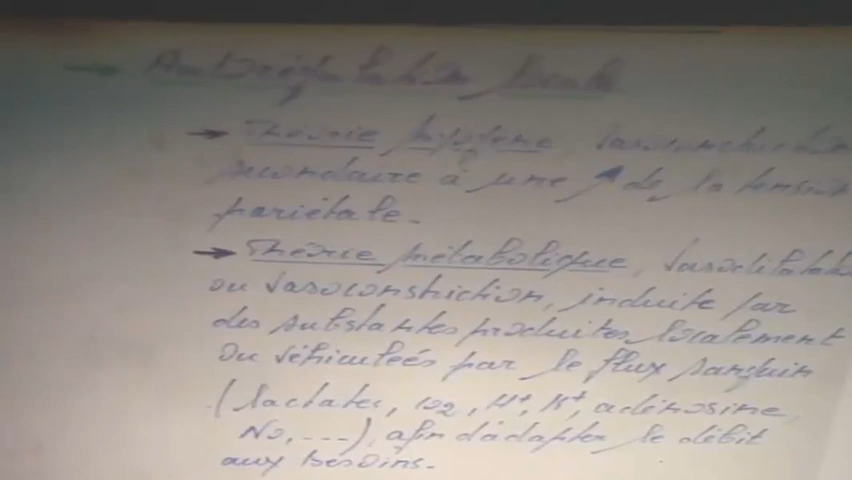 → Autorégulation locale
→ Théorie myogène, vasoconstriction
secondaire à une ↗ de la tension
pariétale.
→ Théorie métabolique, vasodilatation
ou vasoconstriction, induite par
des substantes produites localement
ou véhiculées par le flux sanguin
(lactates, CO2, H+, K+, adénosine,
NO, ...), afin d'adapter le débit
aux besoins.